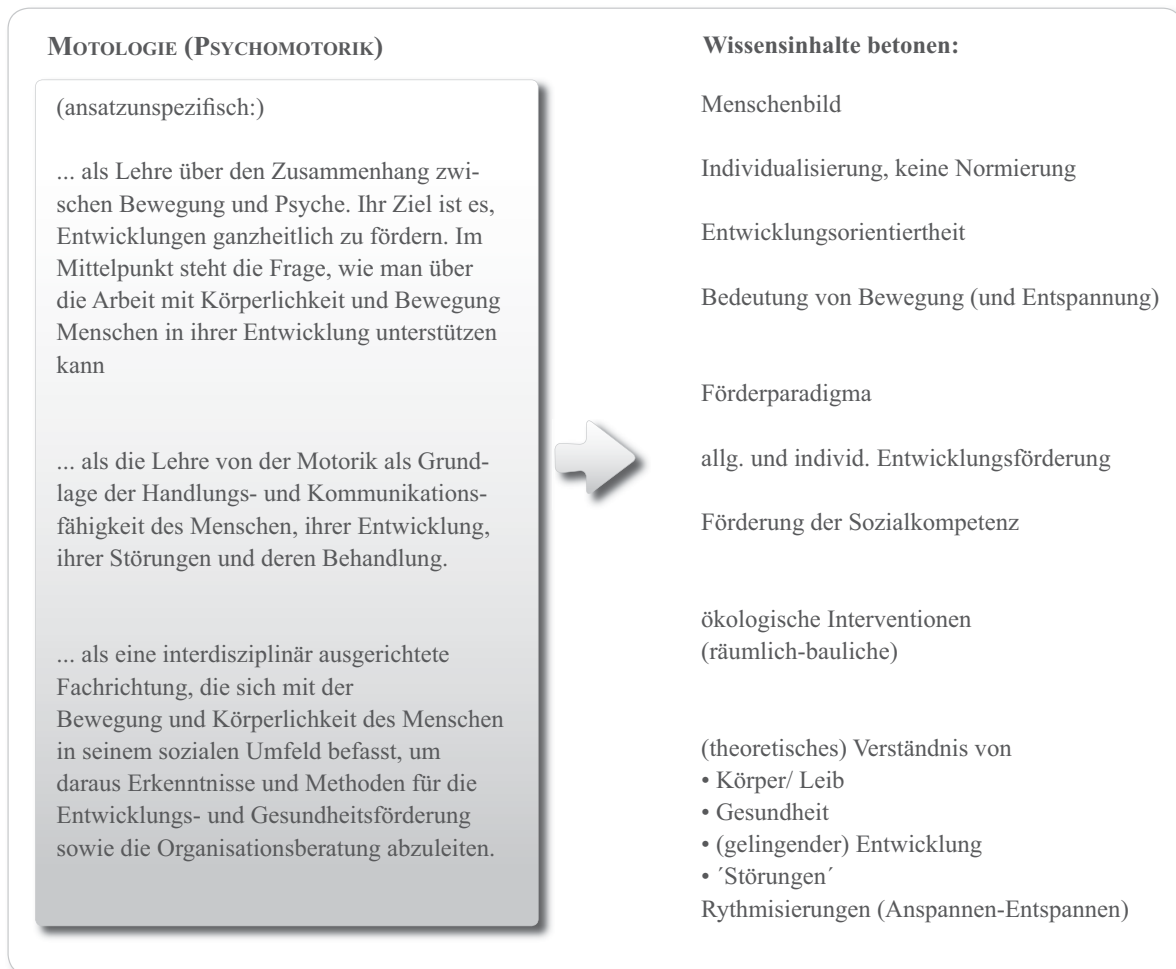 MOTOLOGIE (PSYCHOMOTORIK)
(ansatzunspezifisch:)
... als Lehre über den Zusammenhang zwi-
schen Bewegung und Psyche. Ihr Ziel ist es,
Entwicklungen ganzheitlich zu fördern. Im
Mittelpunkt steht die Frage, wie man über
die Arbeit mit Körperlichkeit und Bewegung
Menschen in ihrer Entwicklung unterstützen
kann
... als die Lehre von der Motorik als Grund-
lage der Handlungs- und Kommunikations-
fähigkeit des Menschen, ihrer Entwicklung,
ihrer Störungen und deren Behandlung.
... als eine interdisziplinär ausgerichtete
Fachrichtung, die sich mit der
Bewegung und Körperlichkeit des Menschen
in seinem sozialen Umfeld befasst, um
daraus Erkenntnisse und Methoden für die
Entwicklungs- und Gesundheitsförderung
sowie die Organisationsberatung abzuleiten.
Wissensinhalte betonen:
Menschenbild
Individualisierung, keine Normierung
Entwicklungsorientiertheit
Bedeutung von Bewegung (und Entspannung)
Förderparadigma
allg. und individ. Entwicklungsförderung
Förderung der Sozialkompetenz
ökologische Interventionen
(räumlich-bauliche)
(theoretisches) Verständnis von
• Körper/ Leib
• Gesundheit
• (gelingender) Entwicklung
• ´Störungen´
Rythmisierungen (Anspannen-Entspannen)